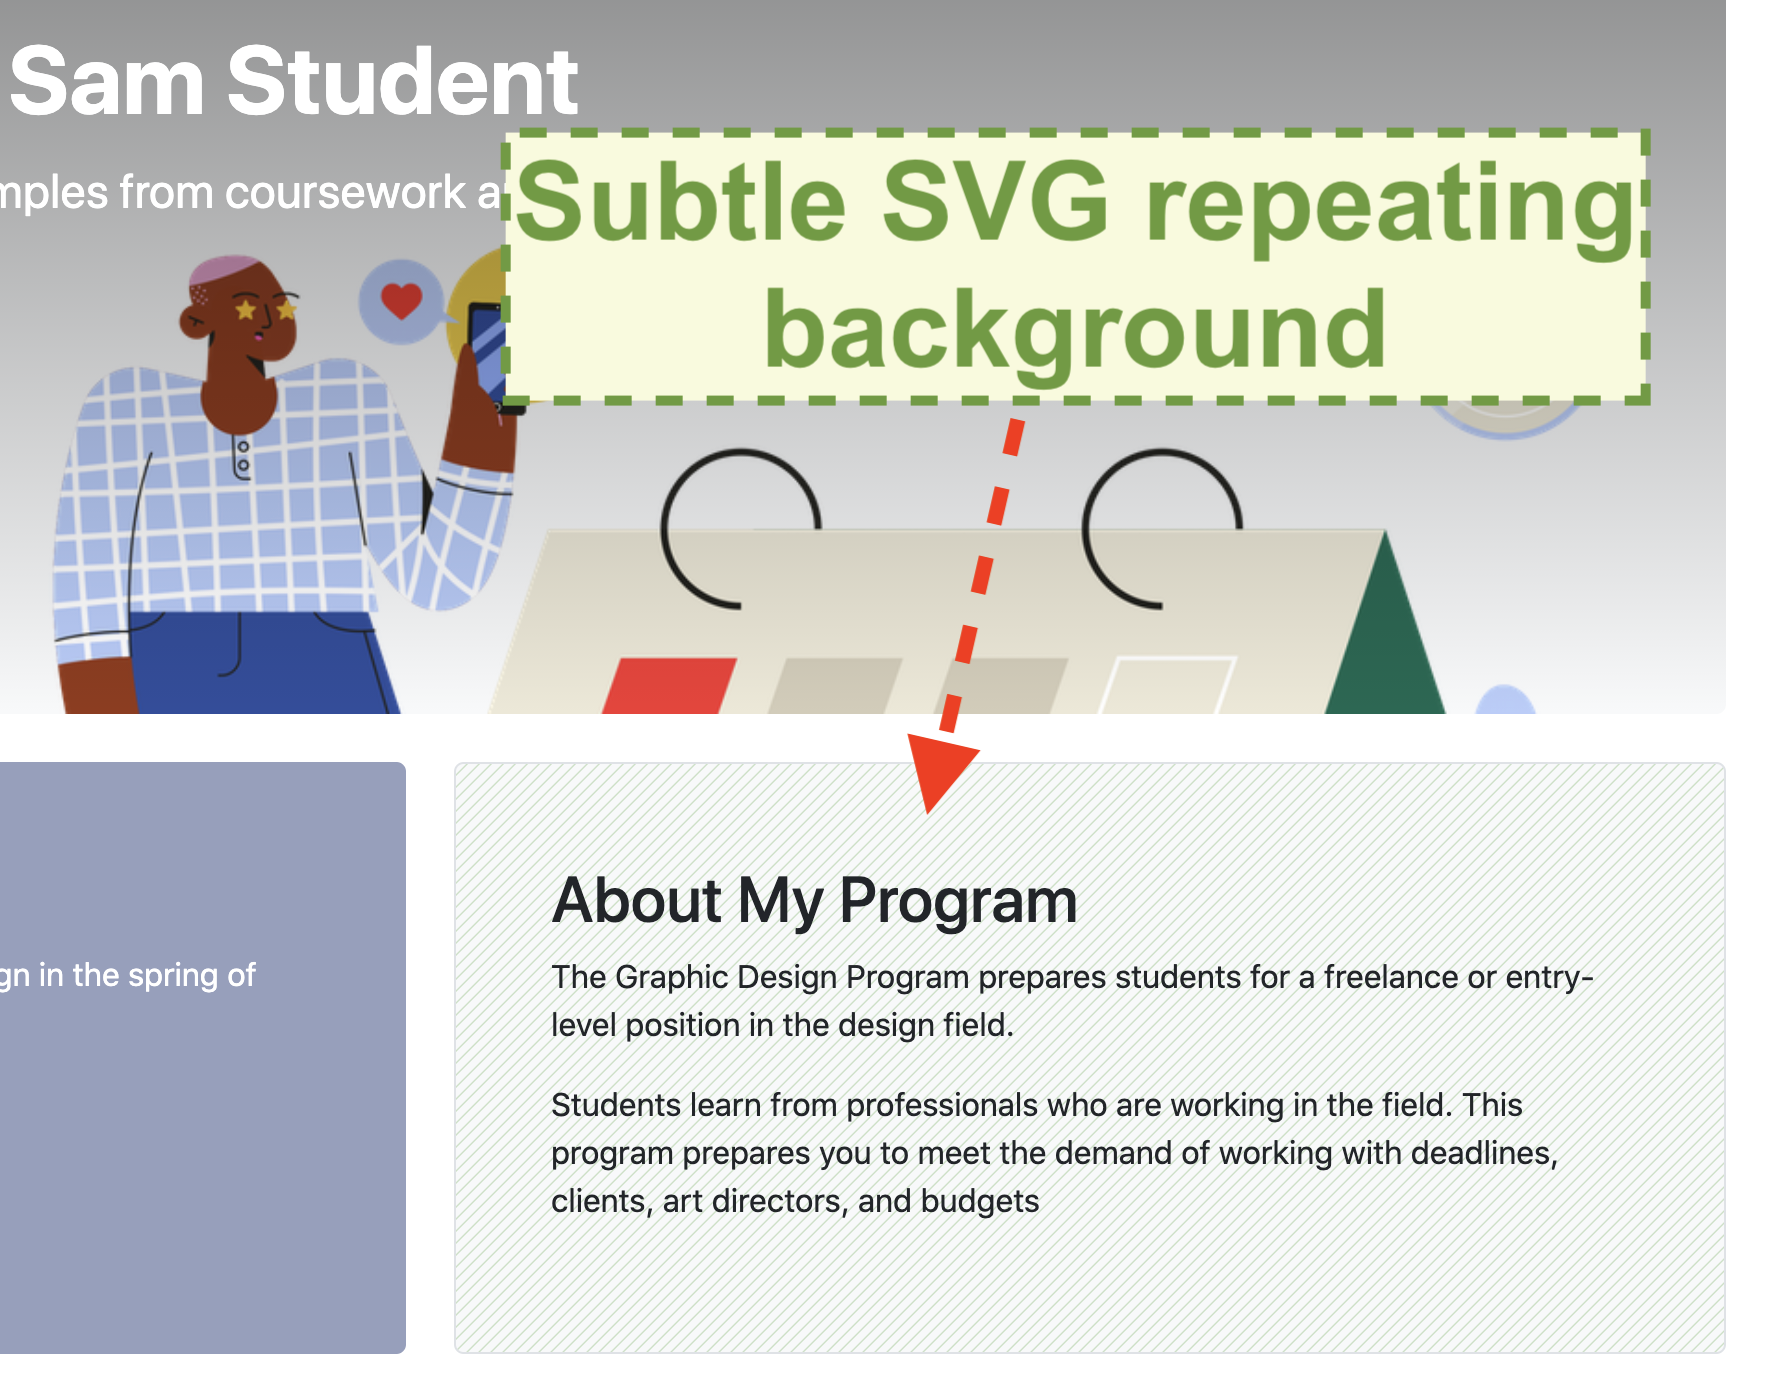 Sam Student
mples from coursework a
Subtle SVG repeating
background
gn in the spring of
About My Program
The Graphic Design Program prepares students for a freelance or entry-
level position in the design field.
Students learn from professionals who are working in the field. This
program prepares you to meet the demand of working with deadlines,
clients, art directors, and budgets